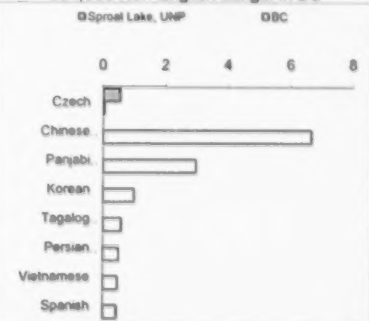 Sproat Lake, UNP BC
0 2 4 6 8
Czech
Chinese
Panjabi
Korean
Tagalog
Persian
Vietnamese
Spanish